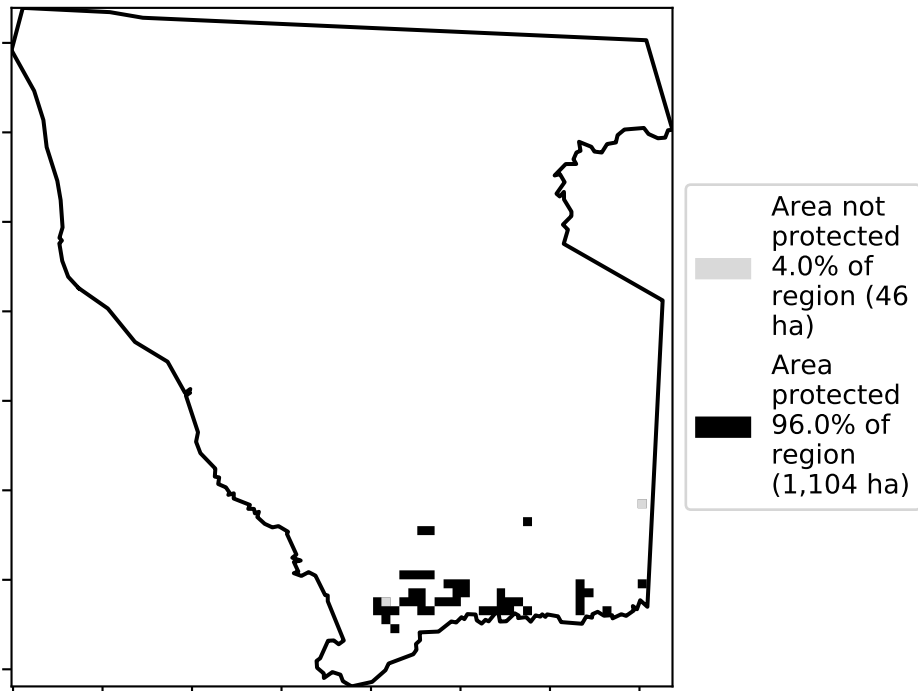 Area not
protected
4.0% of
region (46
ha)
Area
protected
96.0% of
region
(1,104 ha)